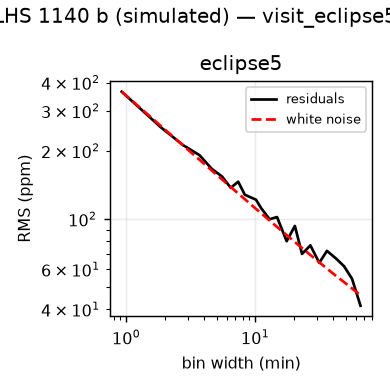 LHS 1140 b (simulated) — visit_eclipse5
eclipse5
4 × 10²
3 × 10²
2 × 10²
10²
6 × 10¹
4 × 10¹
RMS (ppm)
residuals
white noise
10⁰
10¹
bin width (min)